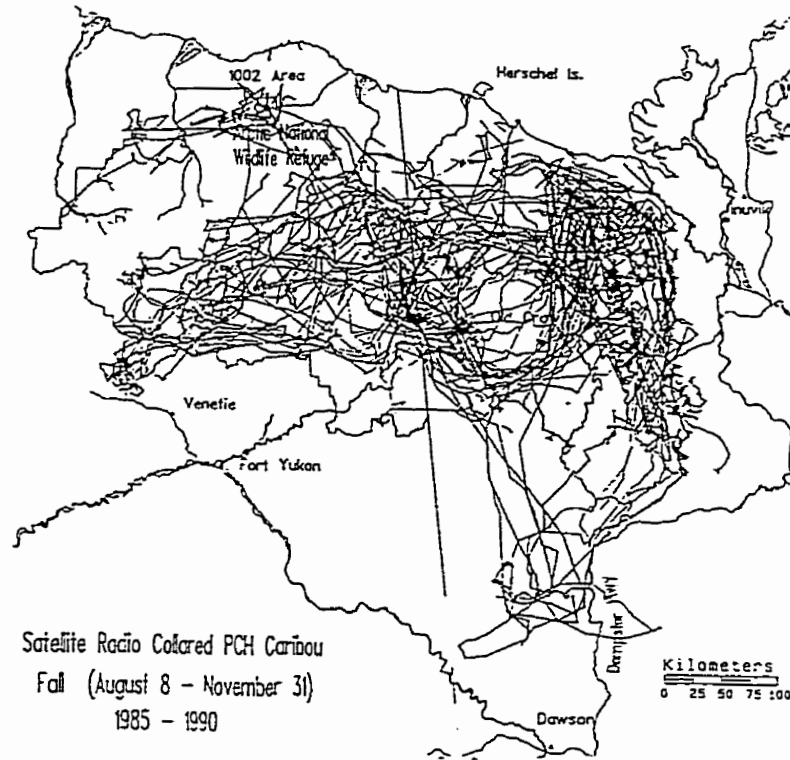 1002 Area
Herschel Is.
Arctic National
Wildlife Refuge
Inuvik
Venetie
Fort Yukon
Dempster HWY
Satellite Radio Collared PCH Caribou
Fall (August 8 - November 31)
1985 - 1990
Kilometers
0 25 50 75 100
Dawson